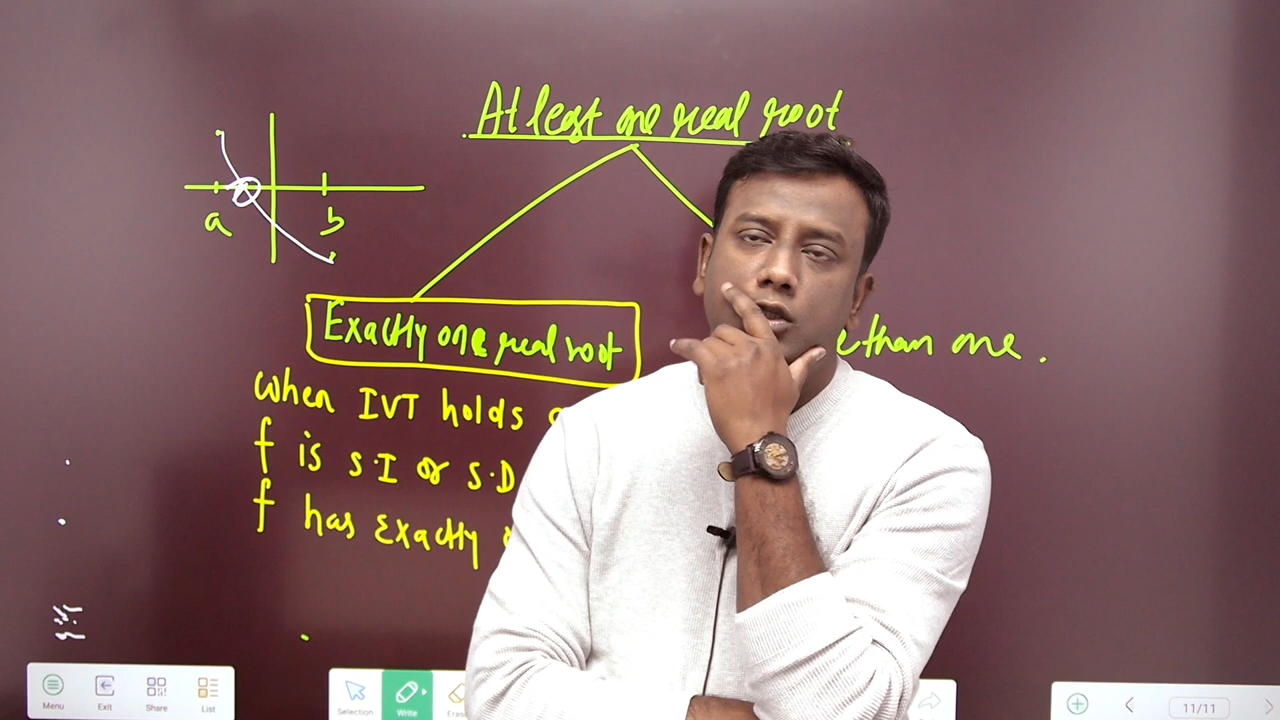 At least one real root
a
b
Exactly one real root
than one.
when IVT holds
f is S.I or S.D
f has Exactly
Menu
Exit
Share
List
Selection
Write
11/11